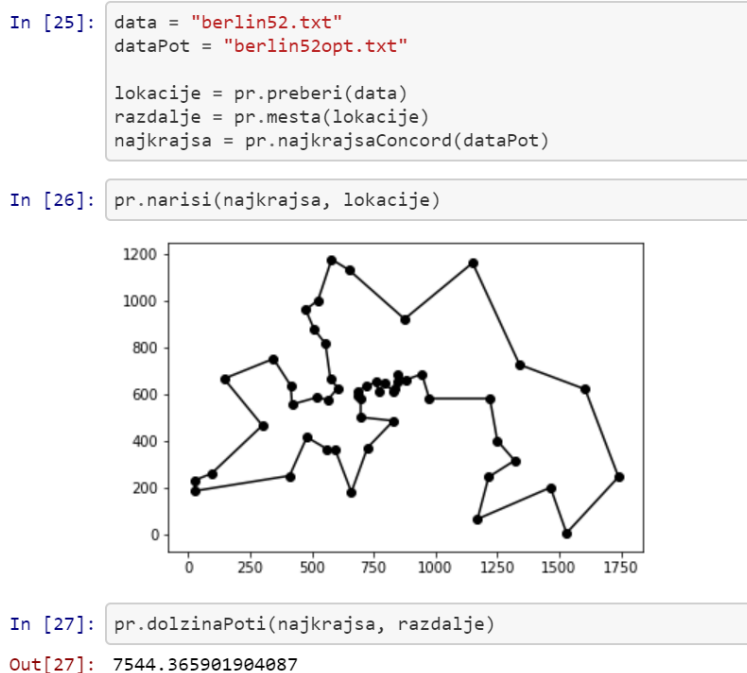 In [25]: data = "berlin52.txt"
dataPot = "berlin52opt.txt"
lokacije = pr.preberi(data)
razdalje = pr.mesta(lokacije)
najkrajsa = pr.najkrajsaConcord(dataPot)
In [26]: pr.narisi(najkrajsa, lokacije)
1200
1000
800
600
400
200
0
0 250 500 750 1000 1250 1500 1750
In [27]: pr.dolzinaPoti(najkrajsa, razdalje)
Out[27]: 7544.365901904087